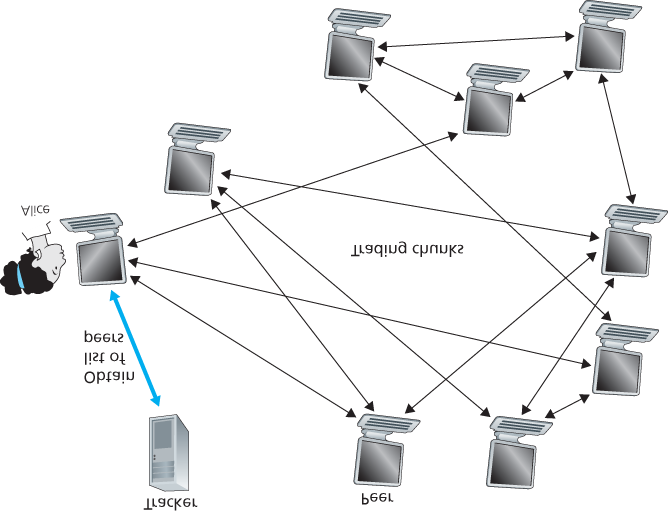 Tracker
Peer
Obtain
list of
peers
Trading chunks
Alice